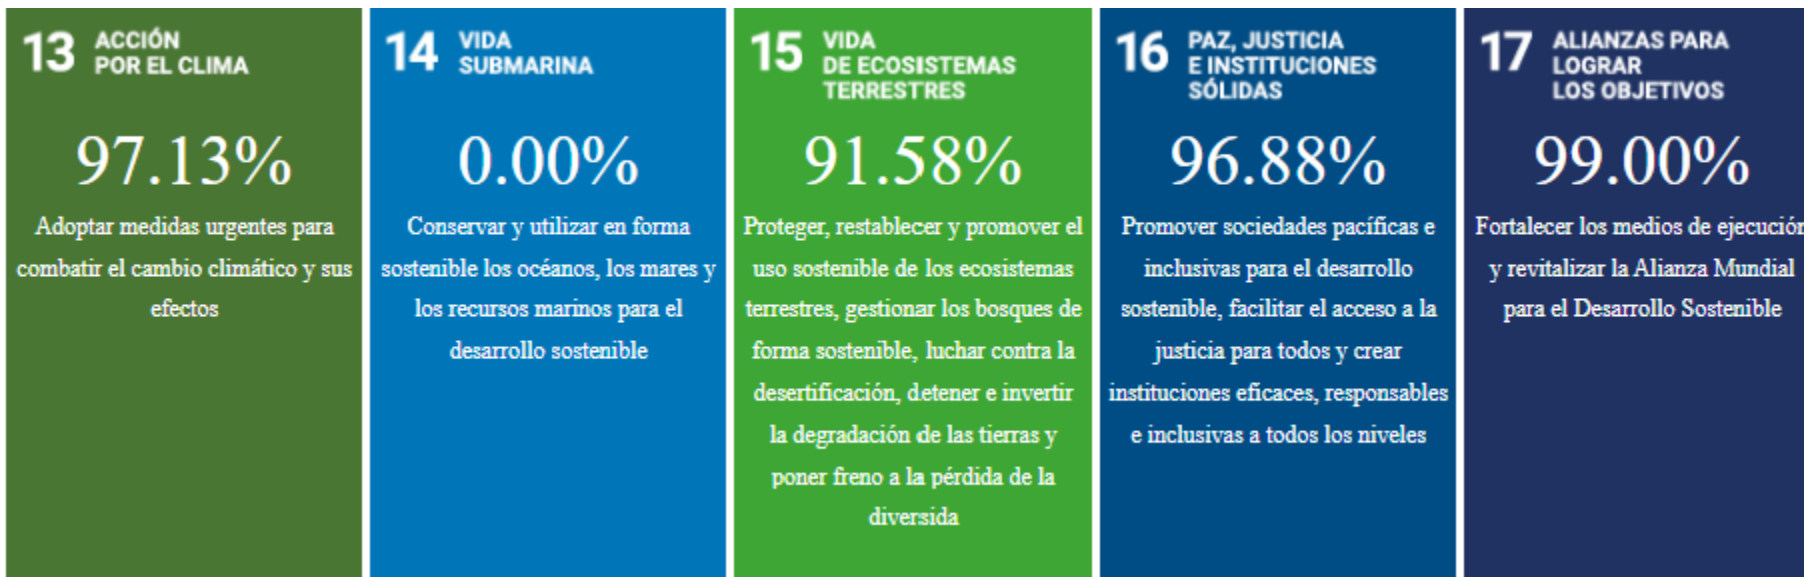 13 ACCIÓN
POR EL CLIMA
97.13%
Adoptar medidas urgentes para
combatir el cambio climático y sus
efectos
14 VIDA
SUBMARINA
0.00%
Conservar y utilizar en forma
sostenible los océanos, los mares y
los recursos marinos para el
desarrollo sostenible
15 VIDA
DE ECOSISTEMAS
TERRESTRES
91.58%
Proteger, restablecer y promover el
uso sostenible de los ecosistemas
terrestres, gestionar los bosques de
forma sostenible, luchar contra la
desertificación, detener e invertir
la degradación de las tierras y
poner freno a la pérdida de la
diversida
16 PAZ, JUSTICIA
E INSTITUCIONES
SÓLIDAS
96.88%
Promover sociedades pacíficas e
inclusivas para el desarrollo
sostenible, facilitar el acceso a la
justicia para todos y crear
instituciones eficaces, responsables
e inclusivas a todos los niveles
17 ALIANZAS PARA
LOGRAR
LOS OBJETIVOS
99.00%
Fortalecer los medios de ejecución
y revitalizar la Alianza Mundial
para el Desarrollo Sostenible